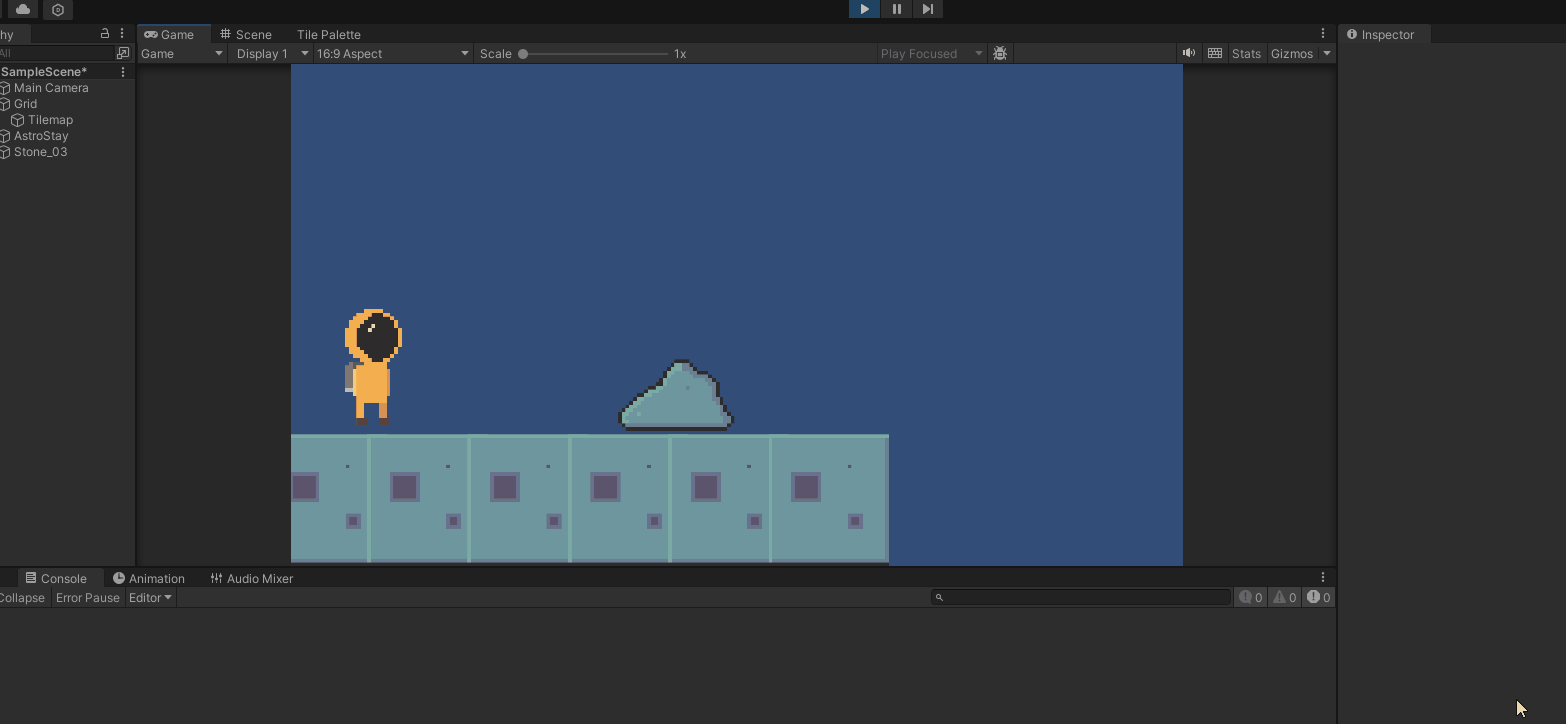 hy
All
SampleScene*
Main Camera
Grid
Tilemap
AstroStay
Stone_03
Game Scene Tile Palette
Game Display 1 16:9 Aspect Scale 1x Play Focused Stats Gizmos
Inspector
Console Animation Audio Mixer
Collapse Error Pause Editor 0 0 0